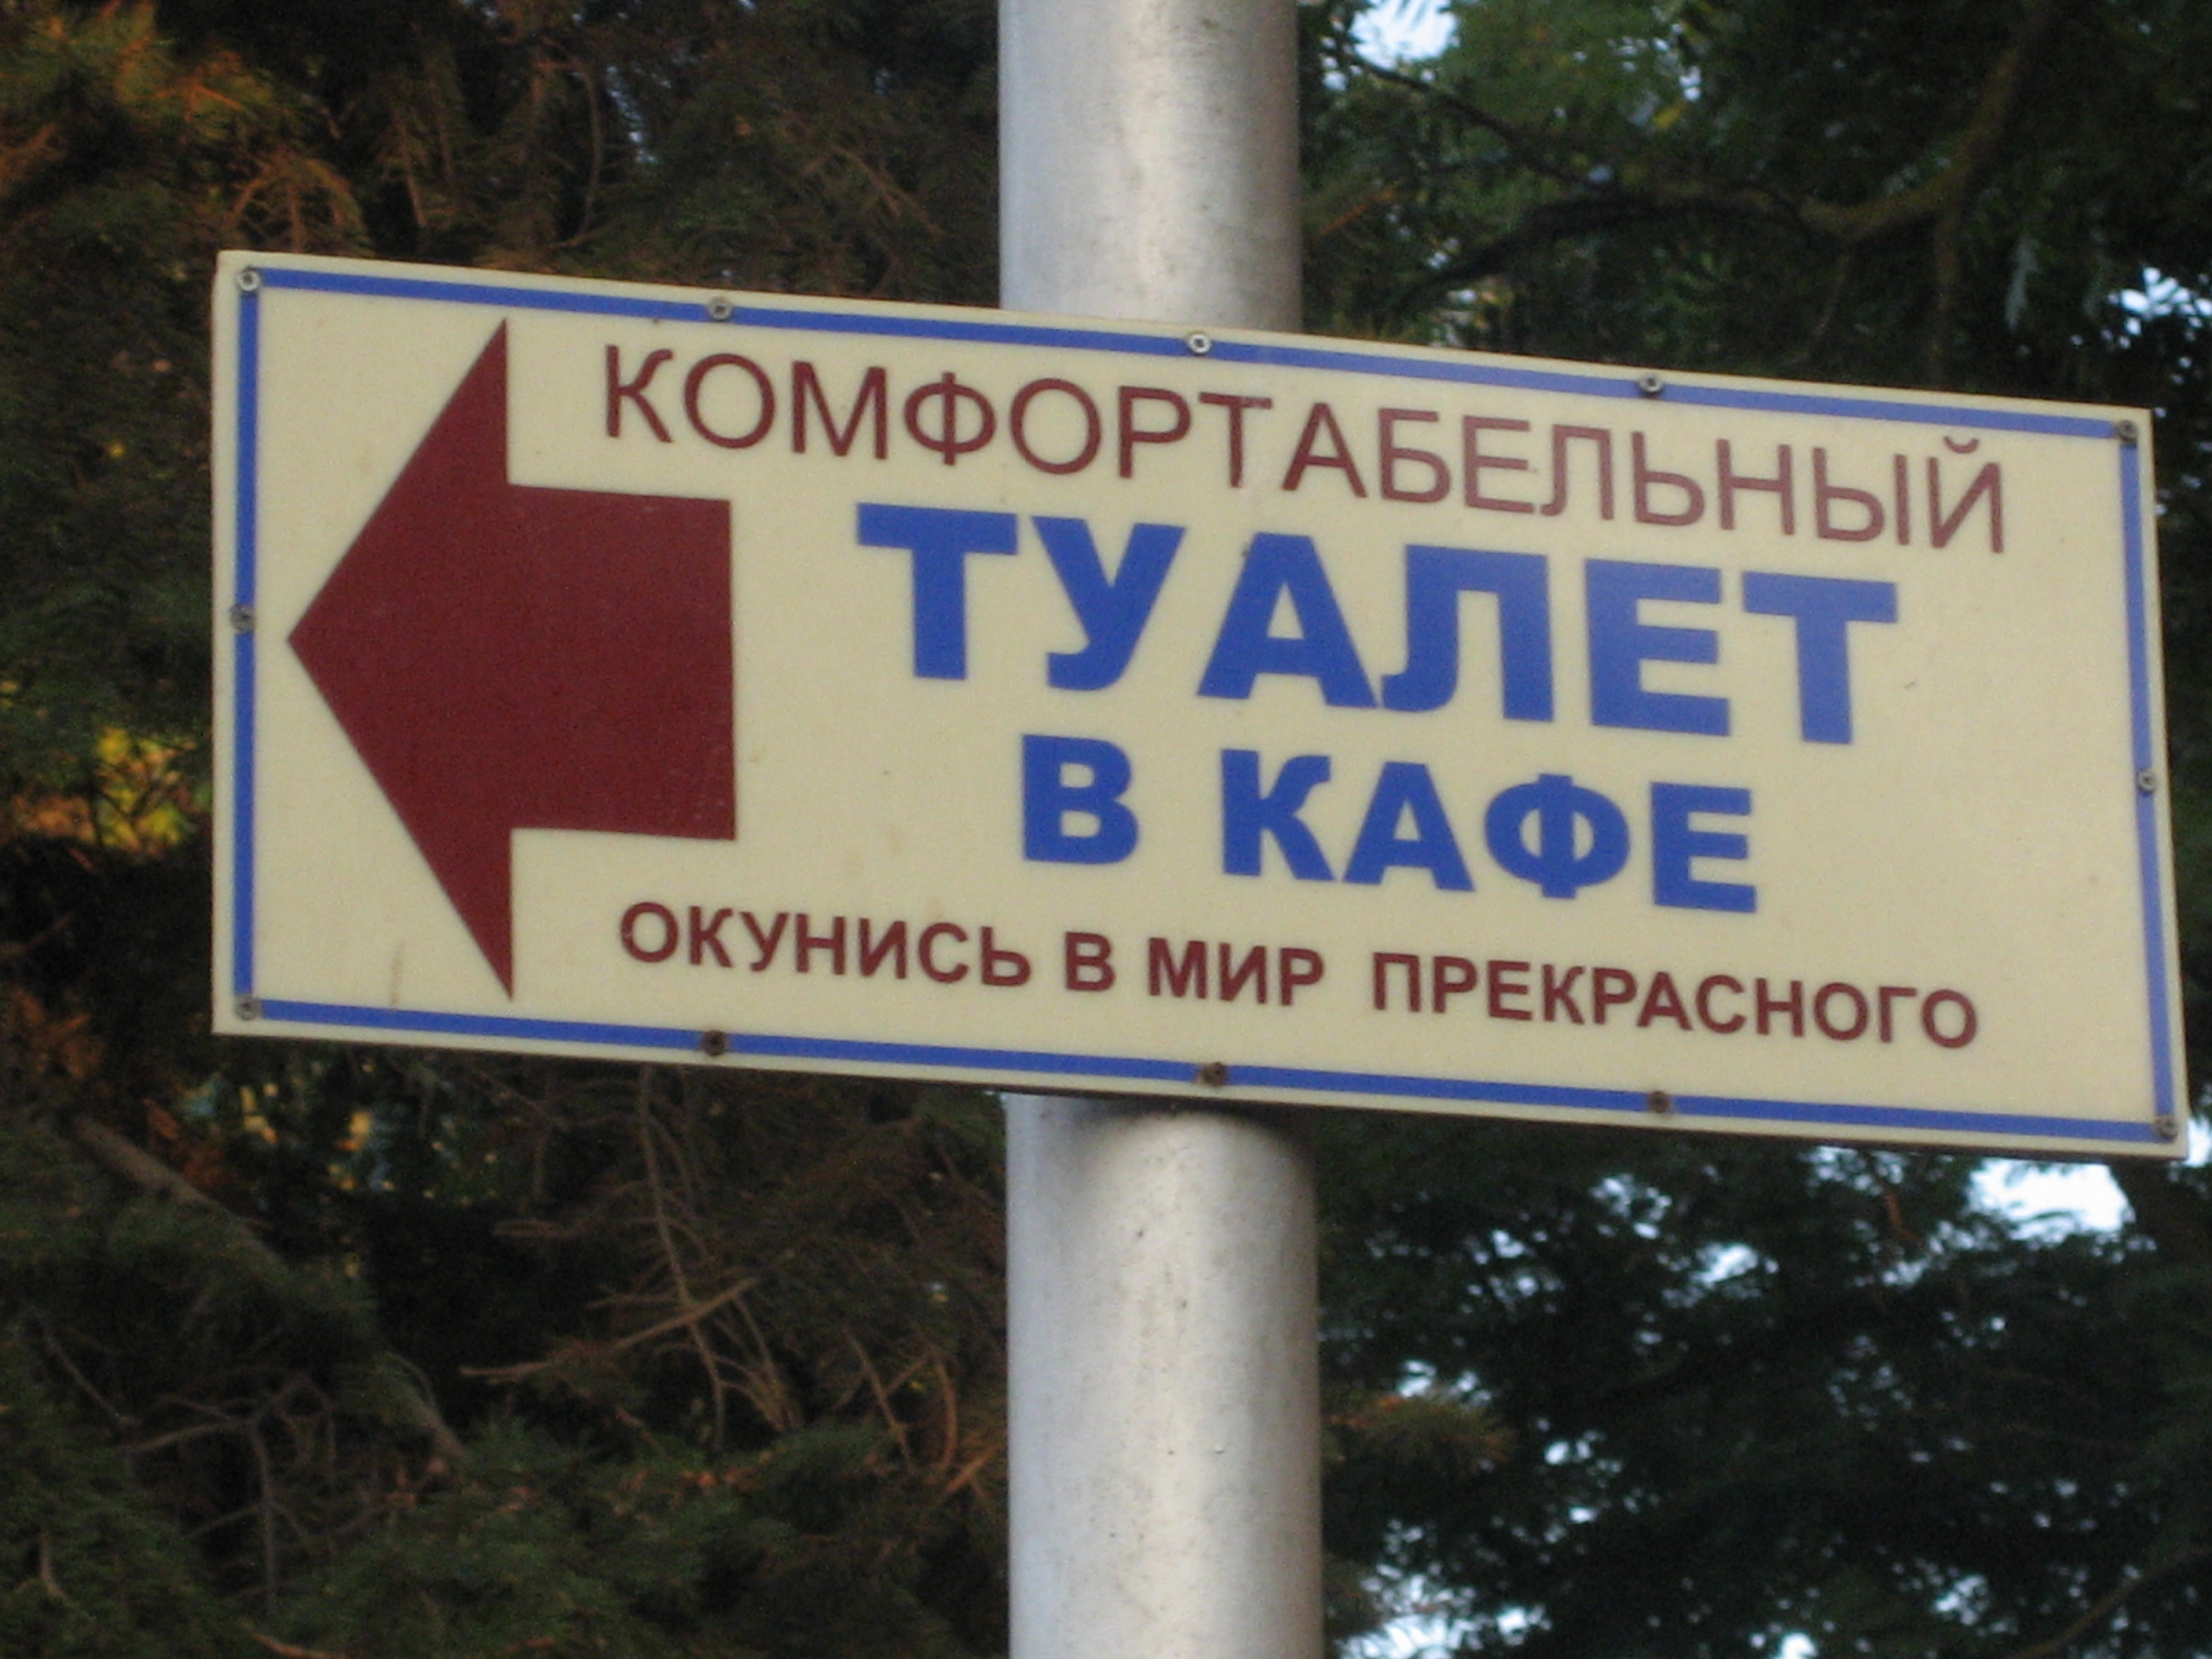 КОМФОРТАБЕЛЬНЫЙ
ТУАЛЕТ
В КАФЕ
ОКУНИСЬ В МИР ПРЕКРАСНОГО